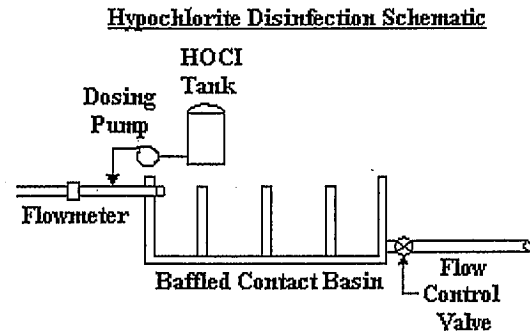 Hypochlorite Disinfection Schematic
HOCl
Tank
Dosing
Pump
Flowmeter
Baffled Contact Basin
Flow
Control
Valve